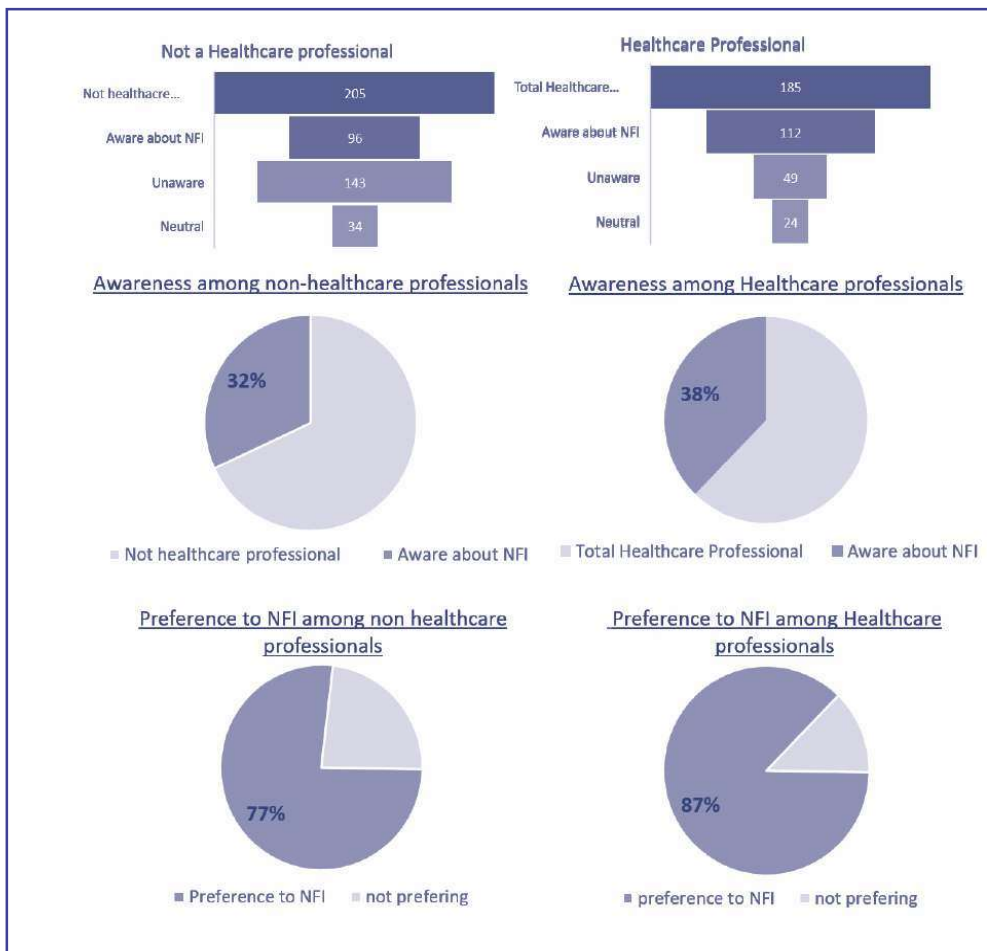 Not a Healthcare professional
Not healthacre...
205
Aware about NFI
96
Unaware
143
Neutral
34
Healthcare Professional
Total Healthcare...
185
Aware about NFI
112
Unaware
49
Neutral
24
Awareness among non-healthcare professionals
32%
Not healthcare professional
Aware about NFI
Awareness among Healthcare professionals
38%
Total Healthcare Professional
Aware about NFI
Preference to NFI among non healthcare
professionals
77%
Preference to NFI
not prefering
Preference to NFI among Healthcare
professionals
87%
preference to NFI
not prefering